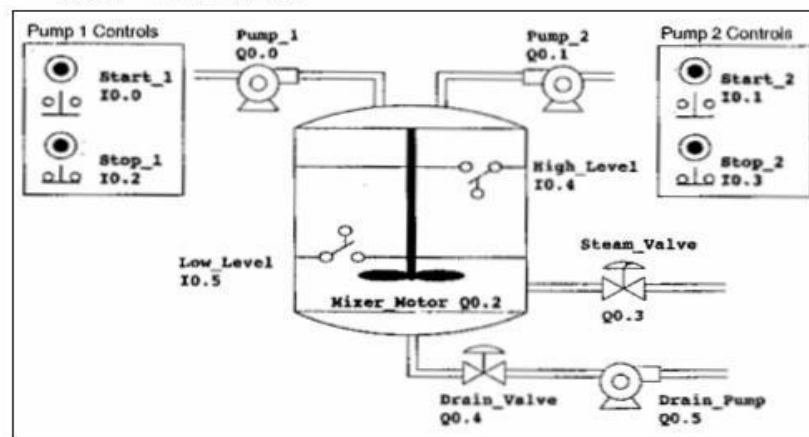 Pump 1 Controls
Start_1
I0.0
Stop_1
I0.2
Pump_1
Q0.0
Pump_2
Q0.1
Pump 2 Controls
Start_2
I0.1
Stop_2
I0.3
High_Level
I0.4
Low_Level
I0.5
Mixer_Motor Q0.2
Steam_Valve
Q0.3
Drain_Valve
Q0.4
Drain_Pump
Q0.5